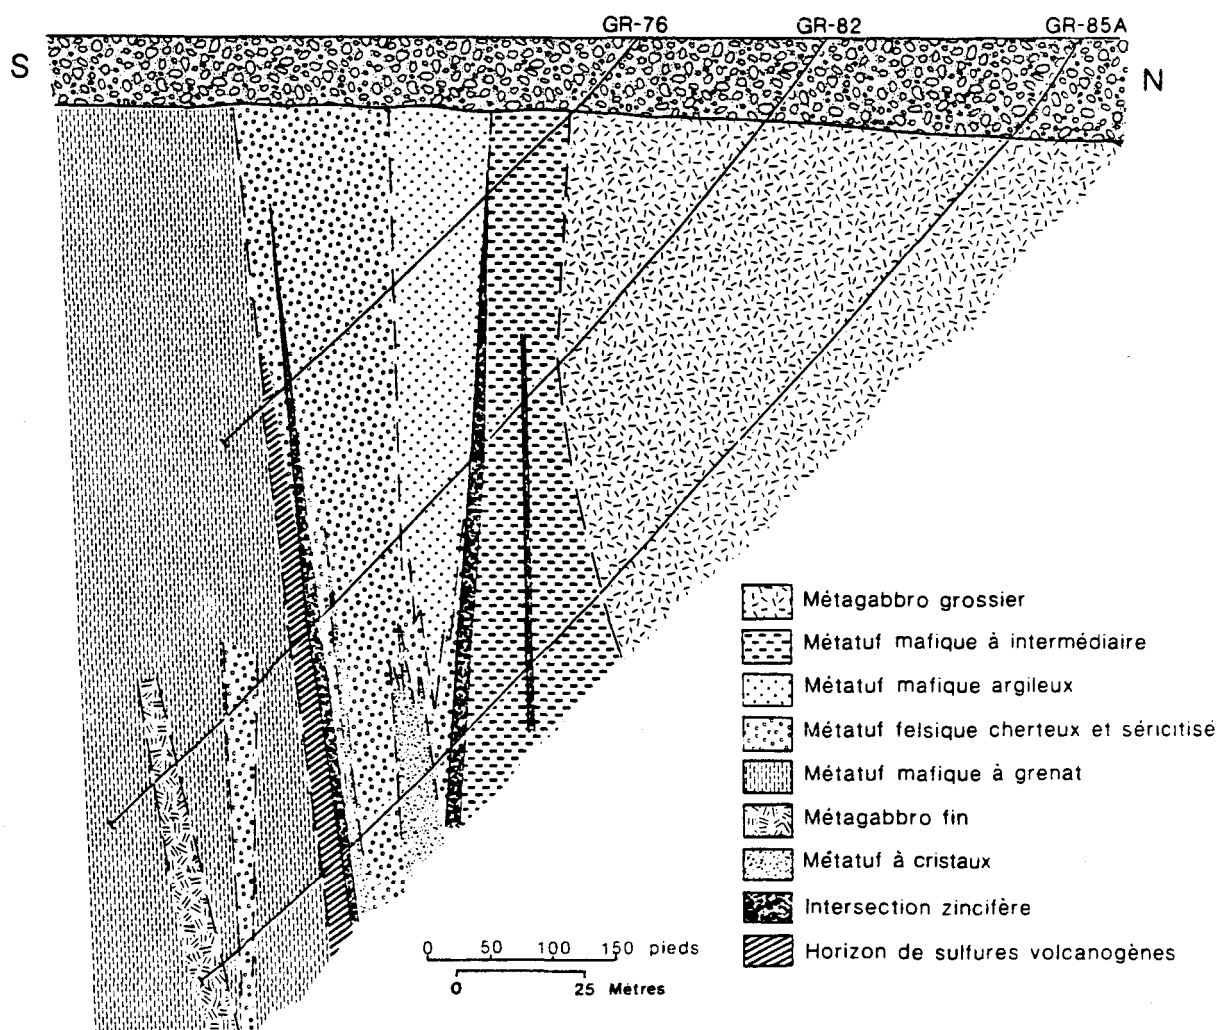 GR-76 GR-82 GR-85A
S
N
Métagabbro grossier
Métatuf mafique à intermédiaire
Métatuf mafique argileux
Métatuf felsique cherteux et séricitisé
Métatuf mafique à grenat
Métagabbro fin
Métatuf à cristaux
Intersection zincifère
Horizon de sulfures volcanogènes
0 50 100 150 pieds
0 25 Mètres